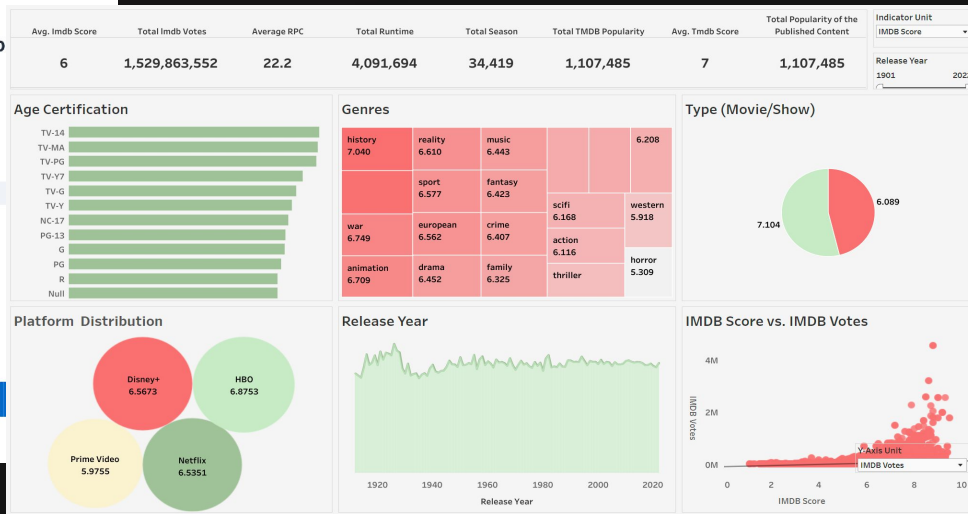 Avg. Imdb Score
Total Imdb Votes
Average RPC
Total Runtime
Total Season
Total TMDB Popularity
Avg. Tmdb Score
Total Popularity of the
Published Content
6
1,529,863,552
22.2
4,091,694
34,419
1,107,485
7
1,107,485
Indicator Unit
IMDB Score
Release Year
1901
202
Age Certification
TV-14
TV-MA
TV-PG
TV-Y7
TV-G
TV-Y
NC-17
PG-13
G
PG
R
Null
Genres
history
7.040
war
6.749
animation
6.709
reality
6.610
sport
6.577
european
6.562
drama
6.452
music
6.443
fantasy
6.423
crime
6.407
family
6.325
6.208
scifi
6.168
action
6.116
thriller
western
5.918
horror
5.309
Type (Movie/Show)
7.104
6.089
Platform Distribution
Disney+
6.5673
HBO
6.8753
Prime Video
5.9755
Netflix
6.5351
Release Year
1920
1940
1960
1980
2000
2020
Release Year
IMDB Score vs. IMDB Votes
4M
2M
0M
IMDB Votes
Y-Axis Unit
IMDB Votes
0
2
4
6
8
10
IMDB Score